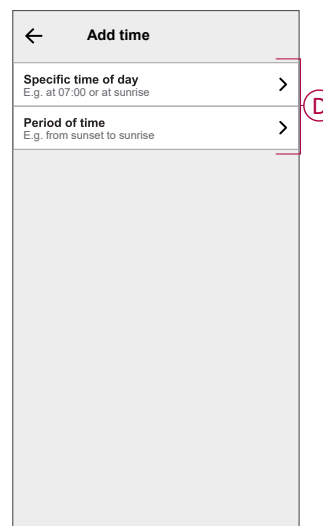 Add time
Specific time of day
E.g. at 07:00 or at sunrise
Period of time
E.g. from sunset to sunrise
D